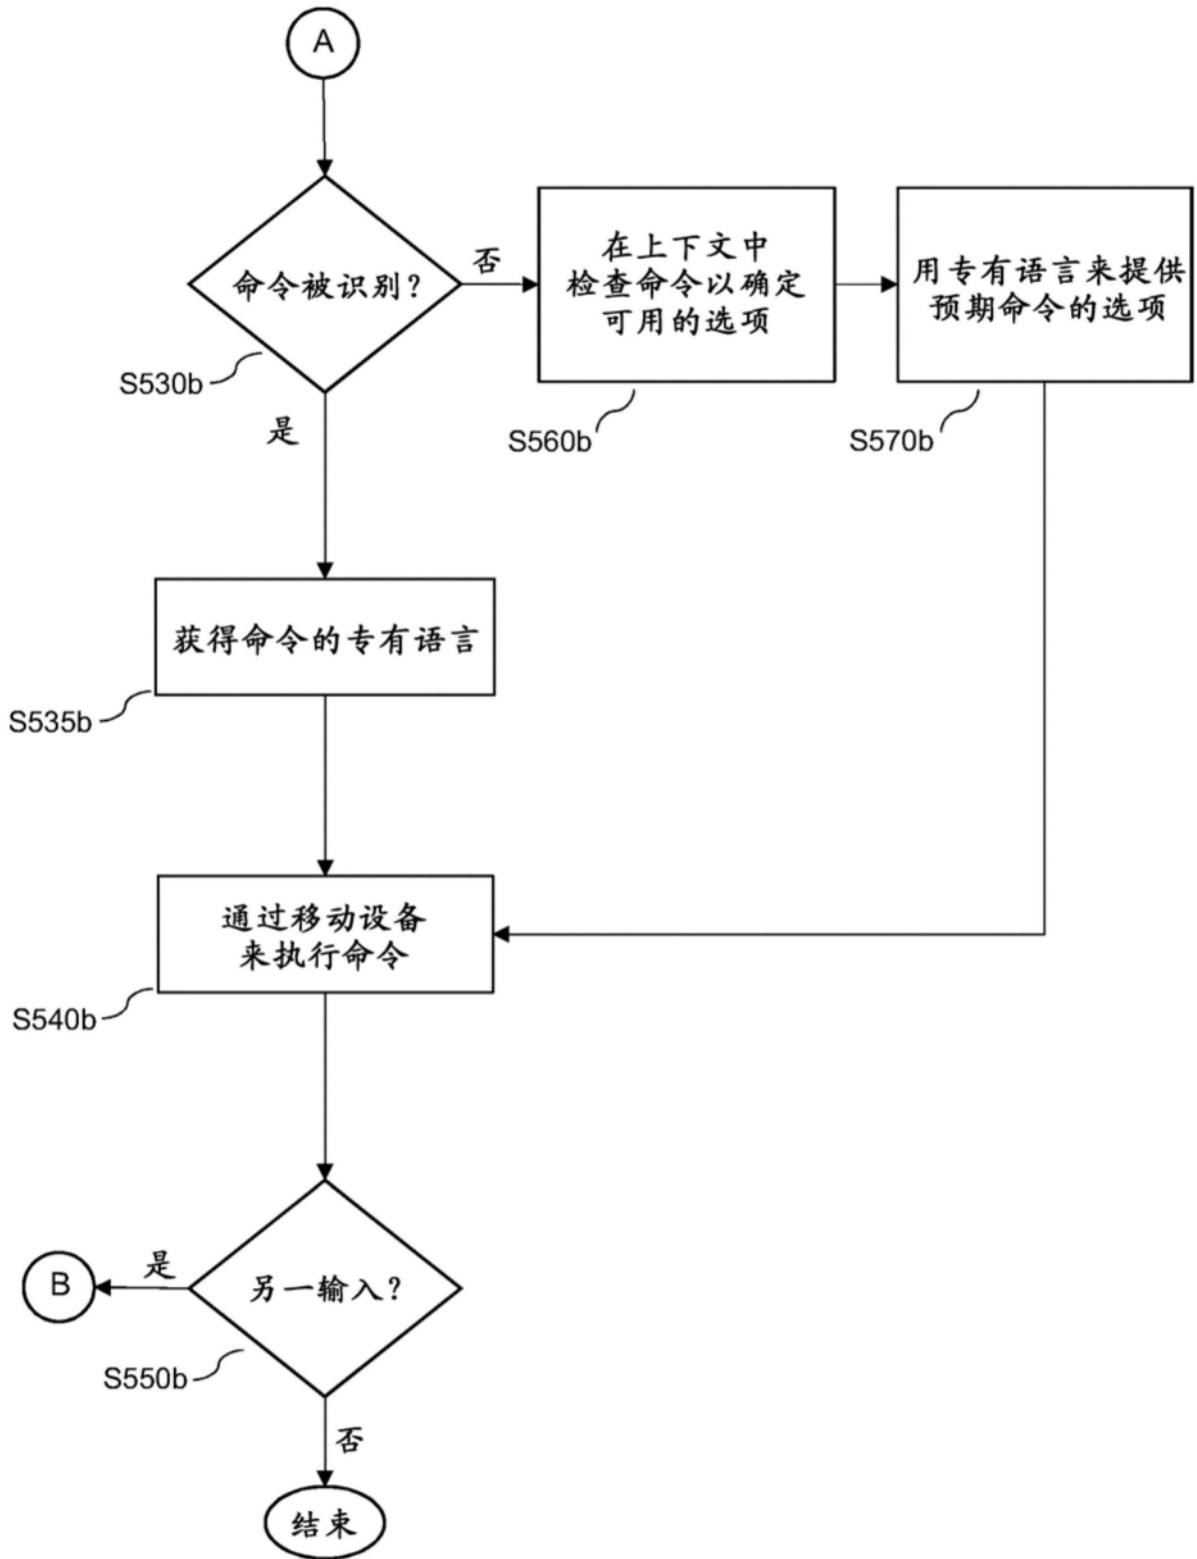 A
命令被识别?
否
在上下文中
检查命令以确定
可用的选项
用专有语言来提供
预期命令的选项
S530b
是
S560b
S570b
获得命令的专有语言
S535b
通过移动设备
来执行命令
S540b
B
是
另一输入?
S550b
否
结束